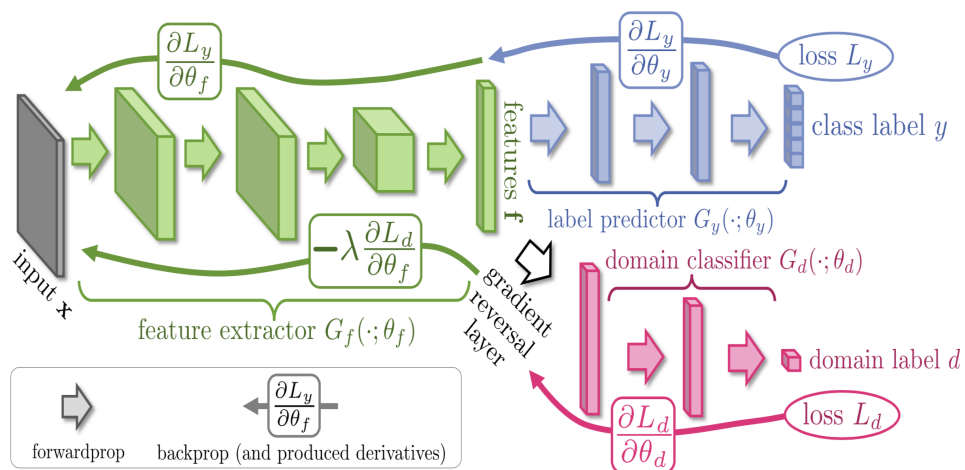 ∂L_y/∂θ_f
∂L_y/∂θ_y
loss L_y
class label y
features f
label predictor G_y(·; θ_y)
−λ ∂L_d/∂θ_f
input x
feature extractor G_f(·; θ_f)
gradient
reversal
layer
domain classifier G_d(·; θ_d)
domain label d
∂L_d/∂θ_d
loss L_d
∂L_y/∂θ_f
forwardprop
backprop (and produced derivatives)